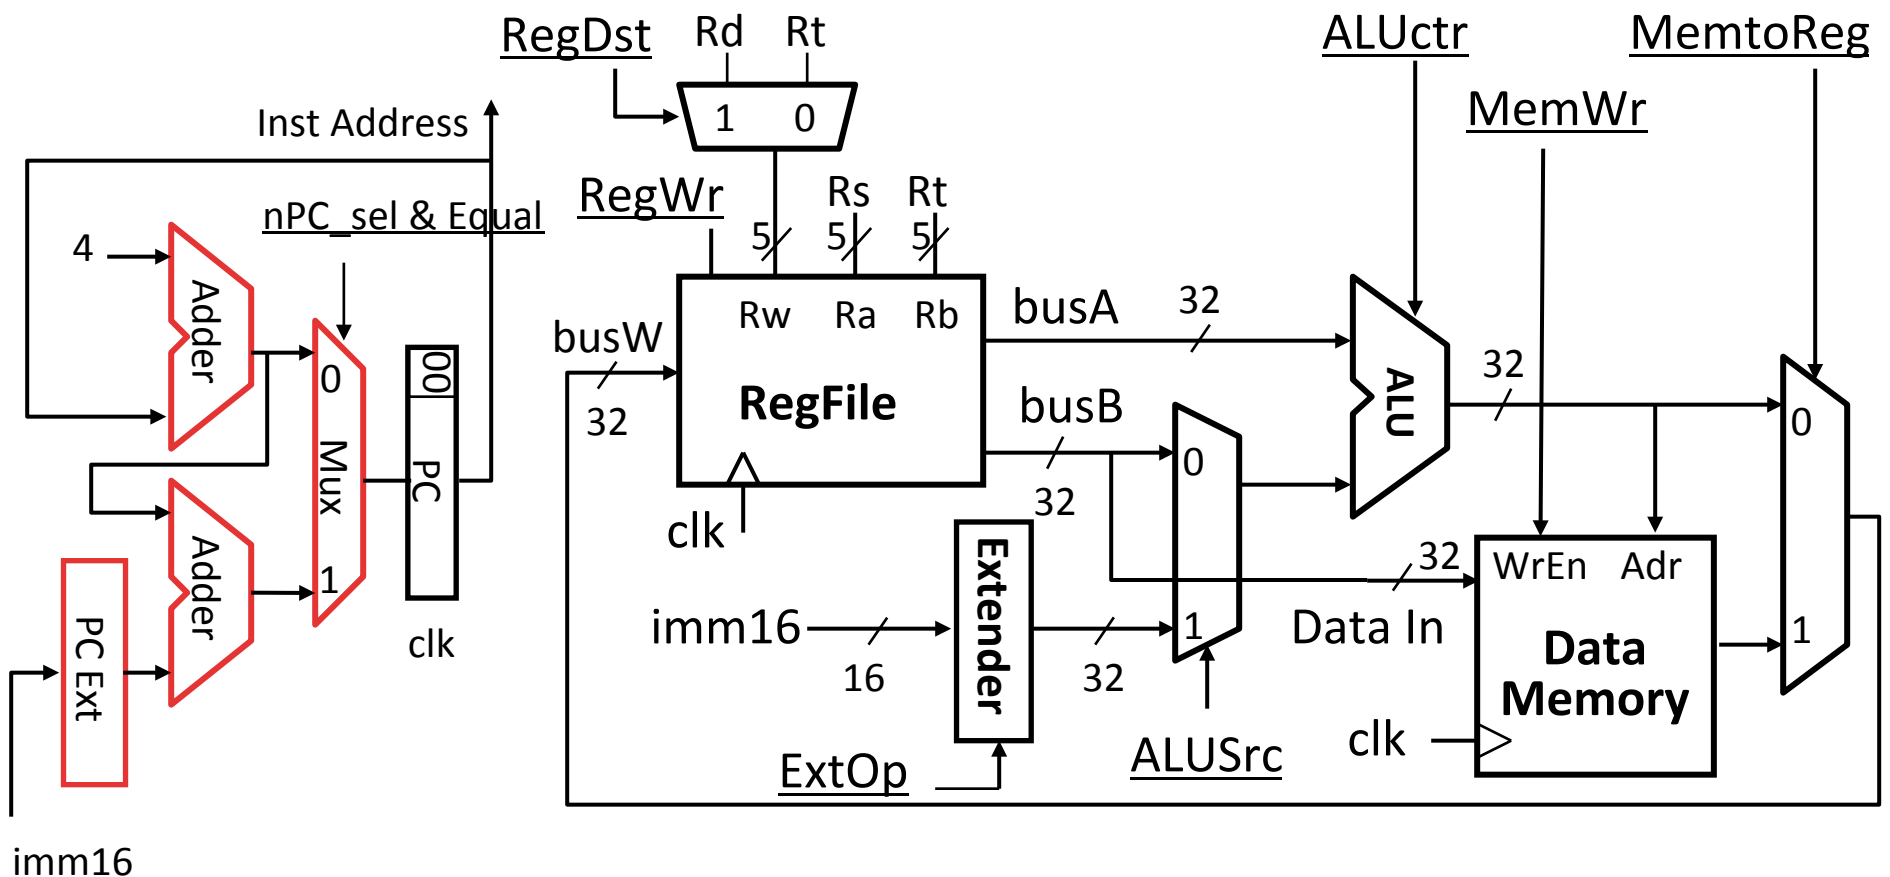 RegDst
Rd
Rt
ALUctr
MemtoReg
Inst Address
1
0
MemWr
nPC_sel & Equal
RegWr
Rs
Rt
5
5
5
4
Adder
Rw
Ra
Rb
busA
32
busW
32
RegFile
busB
32
clk
ALU
32
0
1
0
1
Mux
00
PC
clk
Adder
PC Ext
imm16
imm16
16
Extender
32
ExtOp
0
1
ALUSrc
32
Data In
WrEn
Adr
Data
Memory
clk